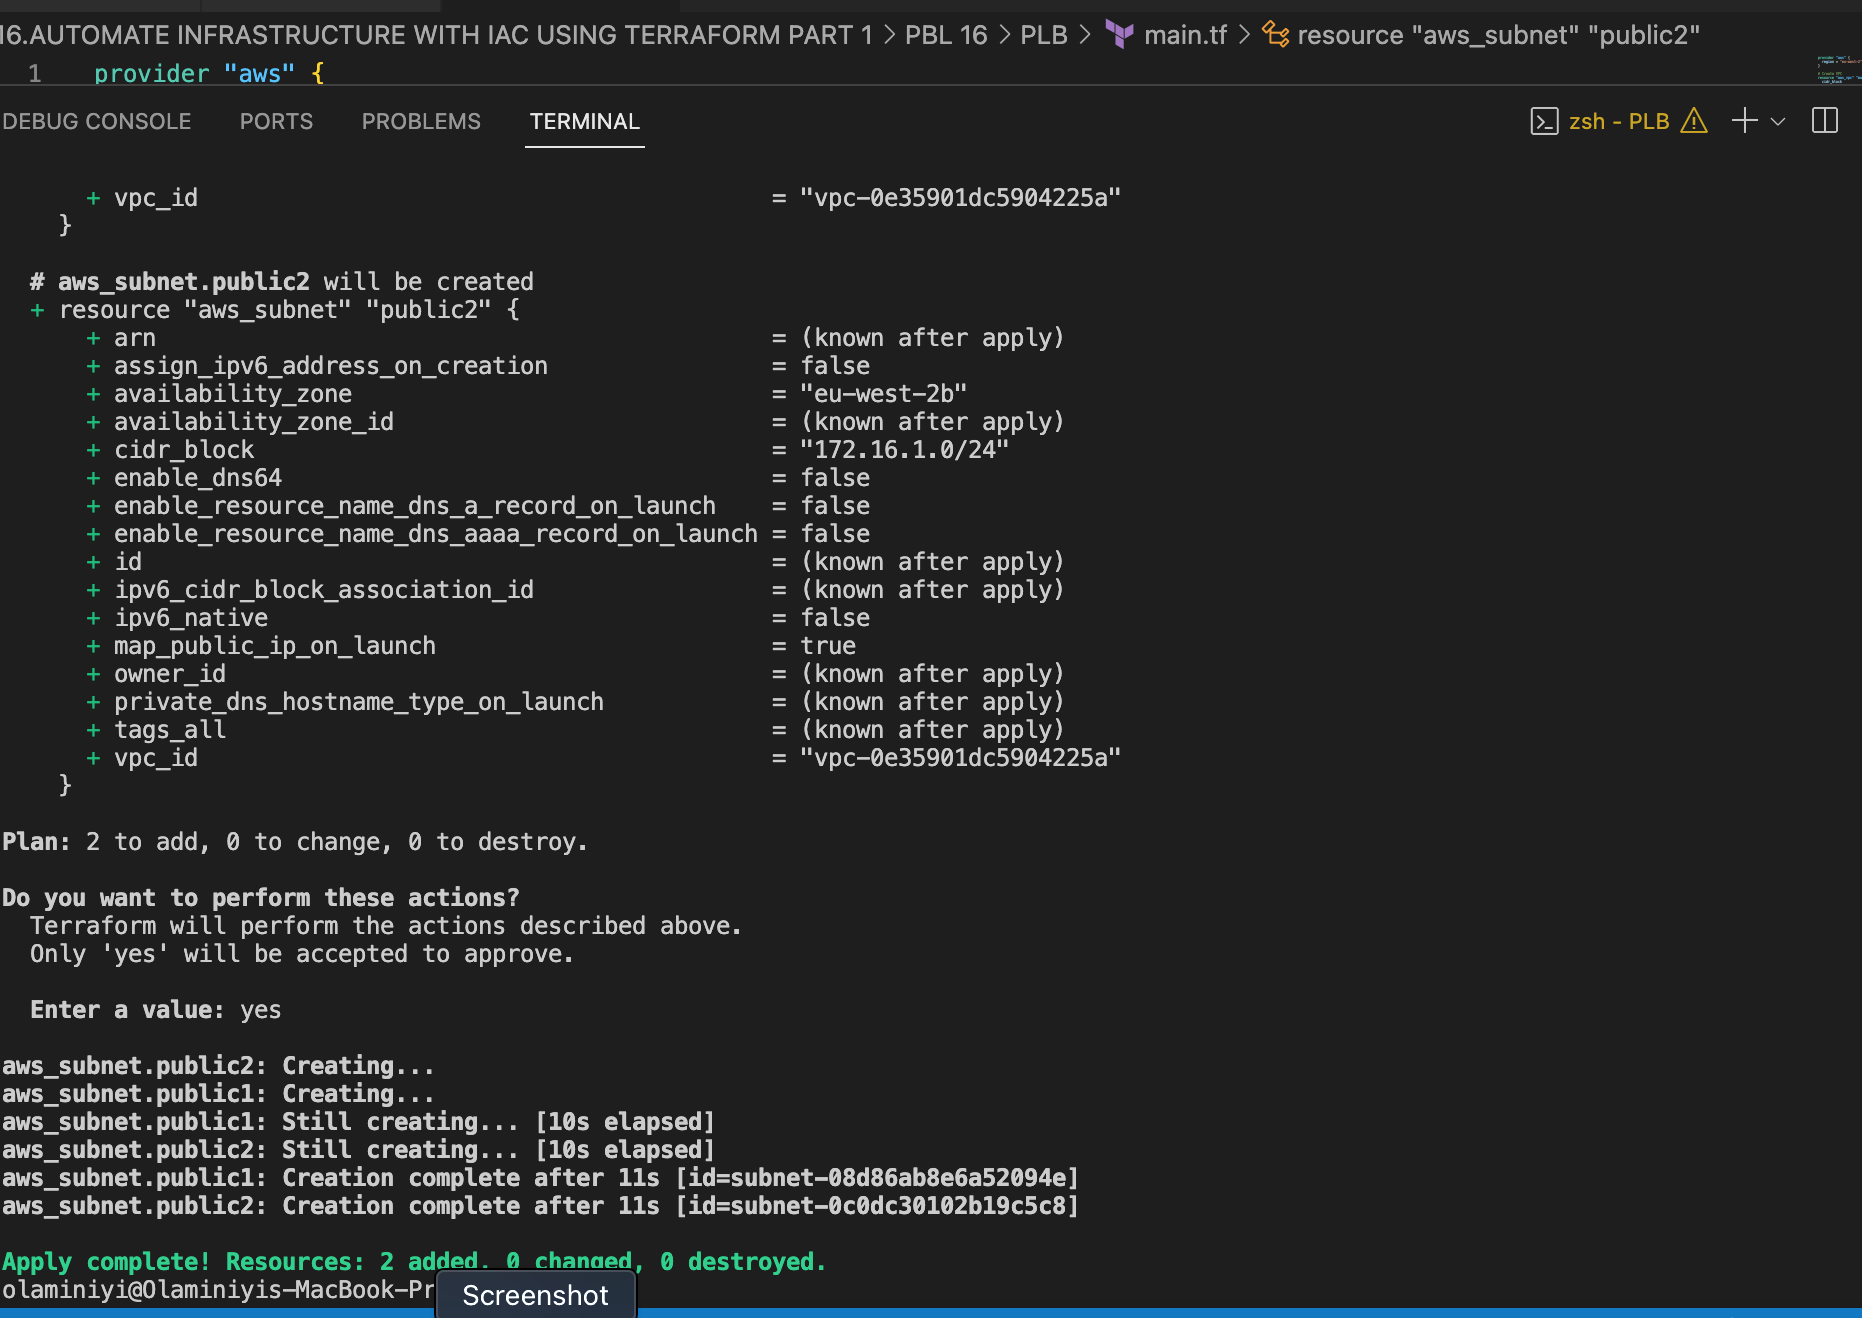 16.AUTOMATE INFRASTRUCTURE WITH IAC USING TERRAFORM PART 1 > PBL 16 > PLB > main.tf > resource "aws_subnet" "public2"
1 provider "aws" {
DEBUG CONSOLE PORTS PROBLEMS TERMINAL zsh - PLB
+ vpc_id = "vpc-0e35901dc5904225a"
}
# aws_subnet.public2 will be created
+ resource "aws_subnet" "public2" {
+ arn = (known after apply)
+ assign_ipv6_address_on_creation = false
+ availability_zone = "eu-west-2b"
+ availability_zone_id = (known after apply)
+ cidr_block = "172.16.1.0/24"
+ enable_dns64 = false
+ enable_resource_name_dns_a_record_on_launch = false
+ enable_resource_name_dns_aaaa_record_on_launch = false
+ id = (known after apply)
+ ipv6_cidr_block_association_id = (known after apply)
+ ipv6_native = false
+ map_public_ip_on_launch = true
+ owner_id = (known after apply)
+ private_dns_hostname_type_on_launch = (known after apply)
+ tags_all = (known after apply)
+ vpc_id = "vpc-0e35901dc5904225a"
}
Plan: 2 to add, 0 to change, 0 to destroy.
Do you want to perform these actions?
Terraform will perform the actions described above.
Only 'yes' will be accepted to approve.
Enter a value: yes
aws_subnet.public2: Creating...
aws_subnet.public1: Creating...
aws_subnet.public1: Still creating... [10s elapsed]
aws_subnet.public2: Still creating... [10s elapsed]
aws_subnet.public1: Creation complete after 11s [id=subnet-08d86ab8e6a52094e]
aws_subnet.public2: Creation complete after 11s [id=subnet-0c0dc30102b19c5c8]
Apply complete! Resources: 2 added, 0 changed, 0 destroyed.
olaminiyi@Olaminiyis-MacBook-Pr
Screenshot